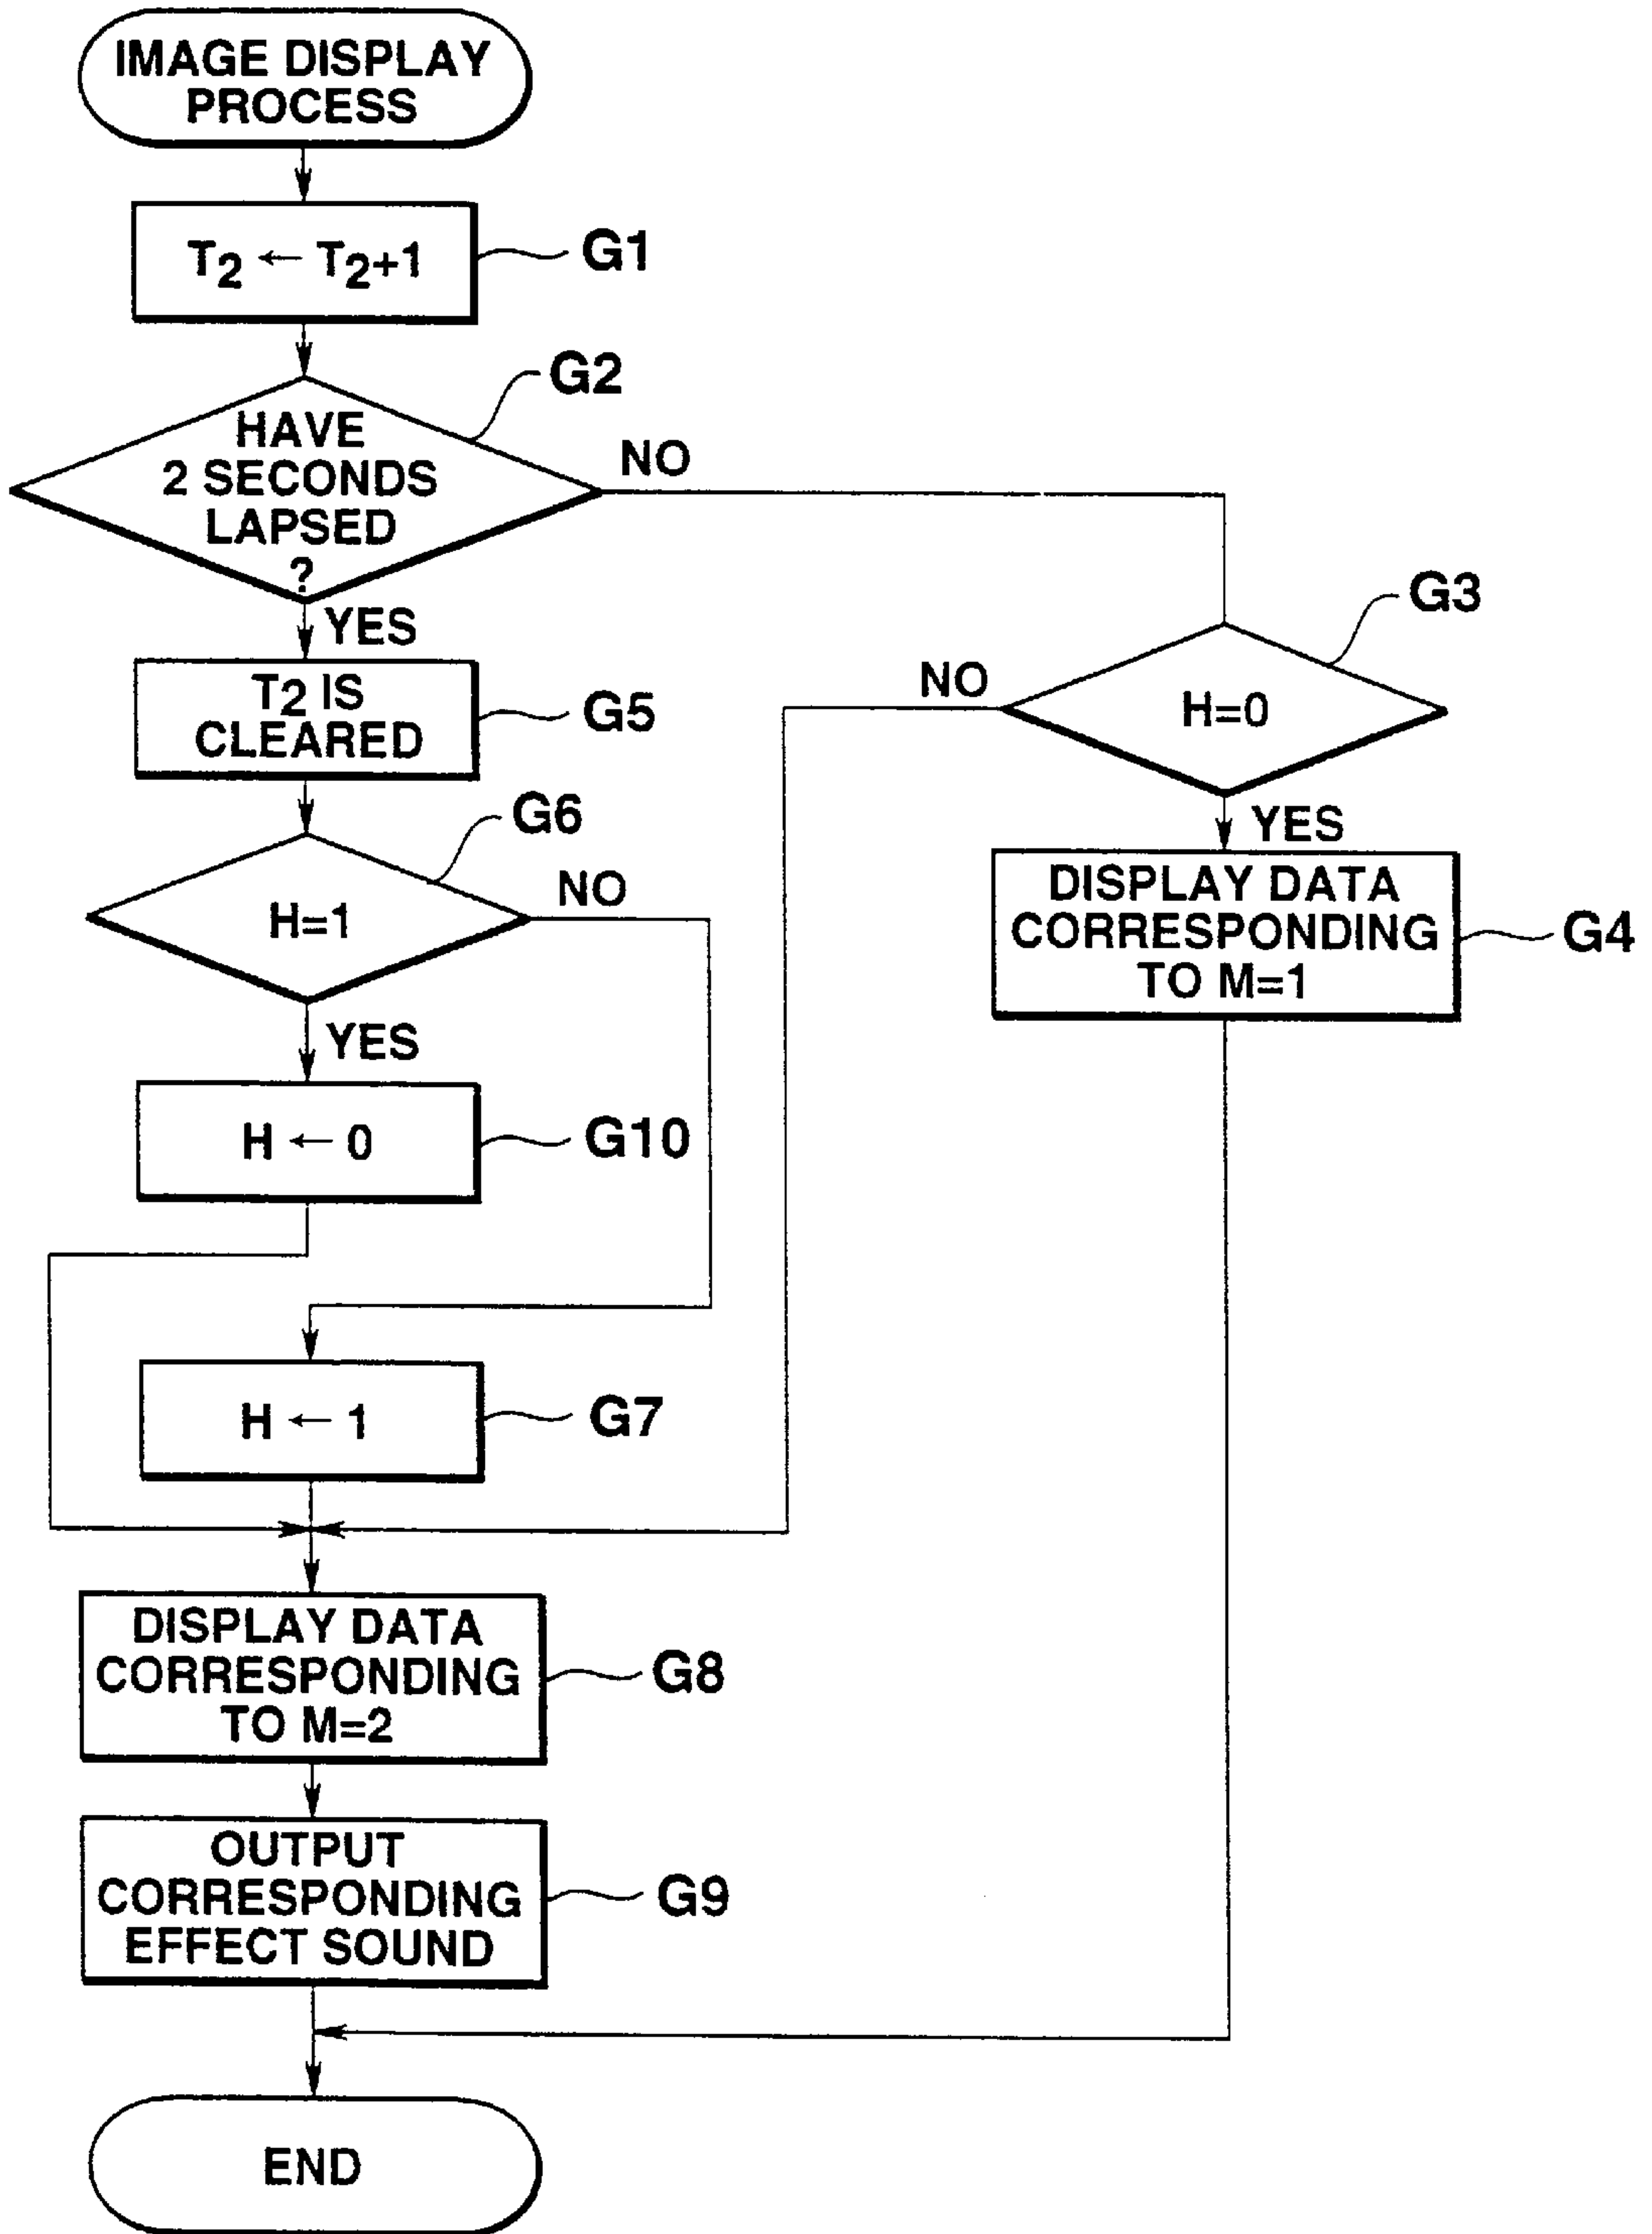 IMAGE DISPLAY
PROCESS
T2 ← T2+1
G1
HAVE
2 SECONDS
LAPSED
?
G2
NO
YES
G3
H=0
NO
YES
T2 IS
CLEARED
G5
G6
H=1
NO
YES
DISPLAY DATA
CORRESPONDING
TO M=1
G4
H ← 0
G10
H ← 1
G7
DISPLAY DATA
CORRESPONDING
TO M=2
G8
OUTPUT
CORRESPONDING
EFFECT SOUND
G9
END